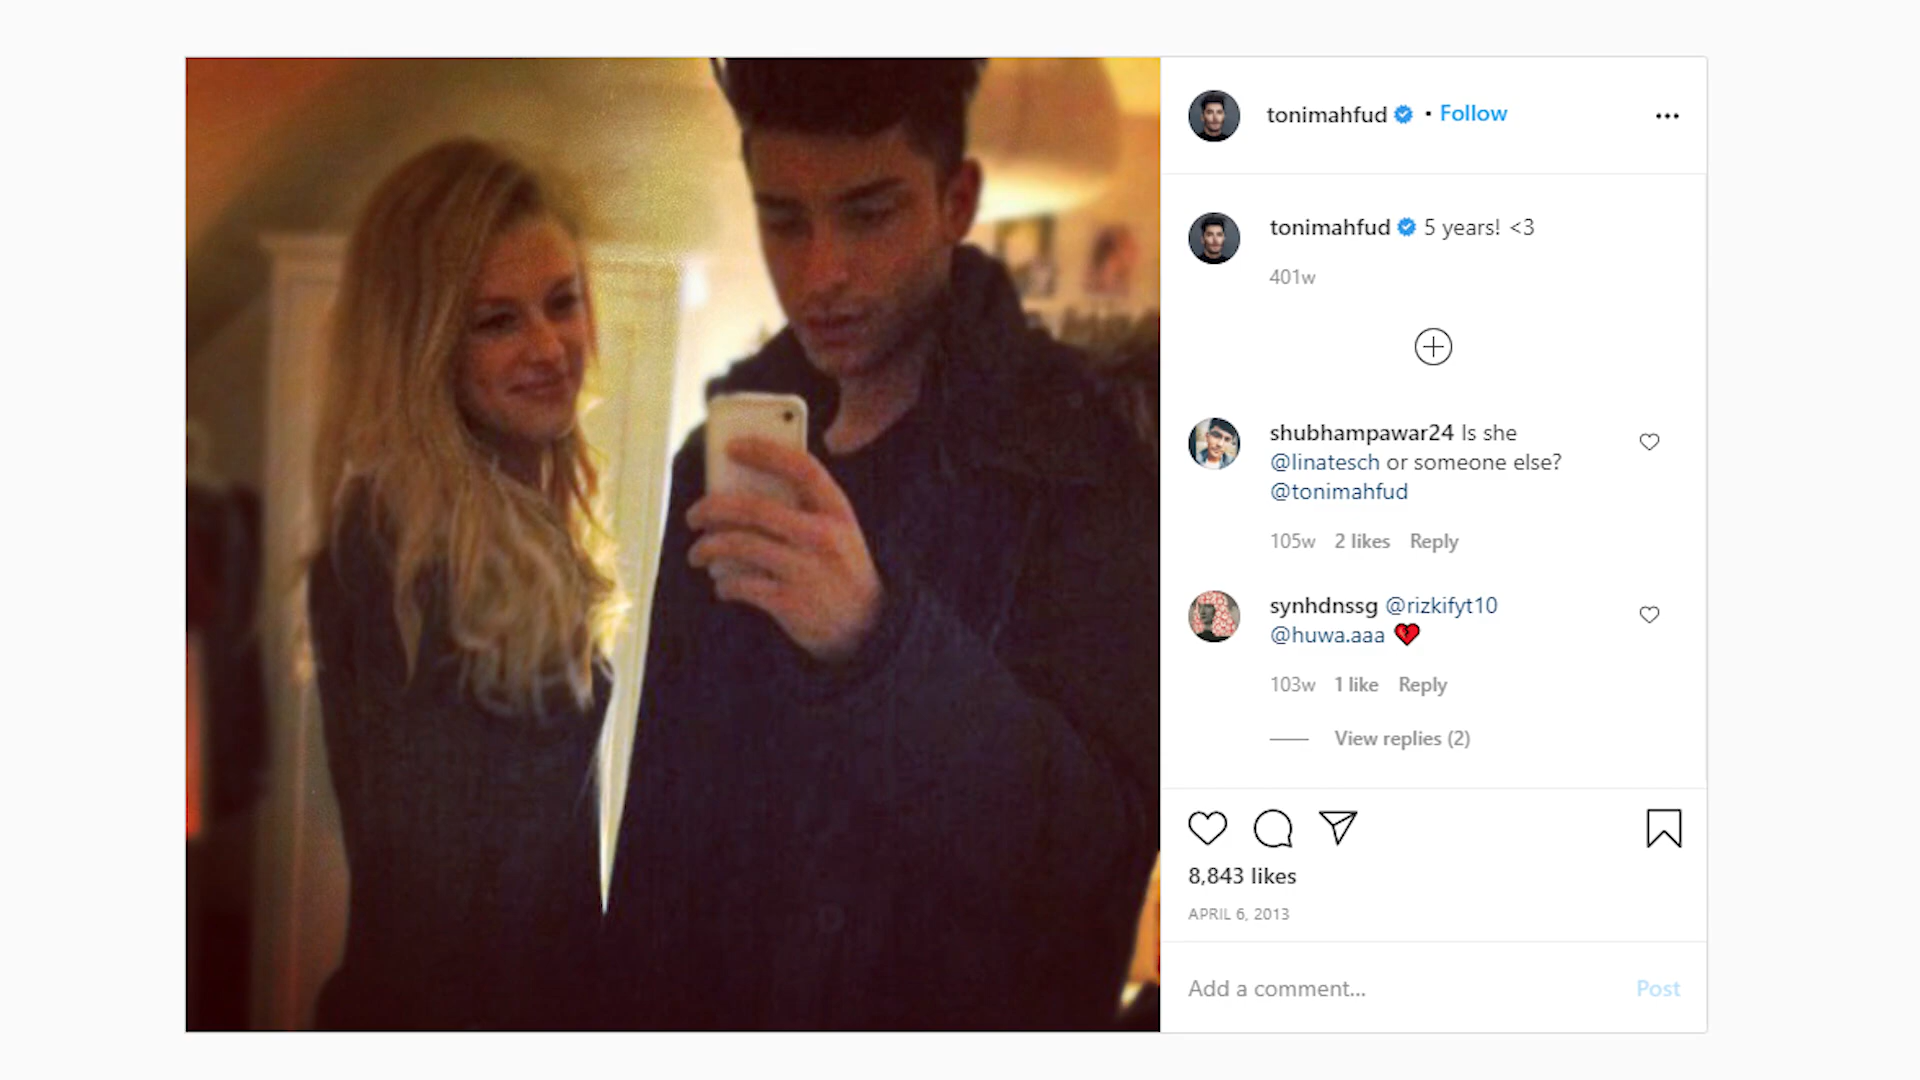 tonimahfud • Follow
tonimahfud 5 years! <3
401w
shubhampawar24 Is she
@linatesch or someone else?
@tonimahfud
105w 2 likes Reply
synhdnssg @rizkifyt10
@huwa.aaa 💔
103w 1 like Reply
View replies (2)
8,843 likes
APRIL 6, 2013
Add a comment... Post